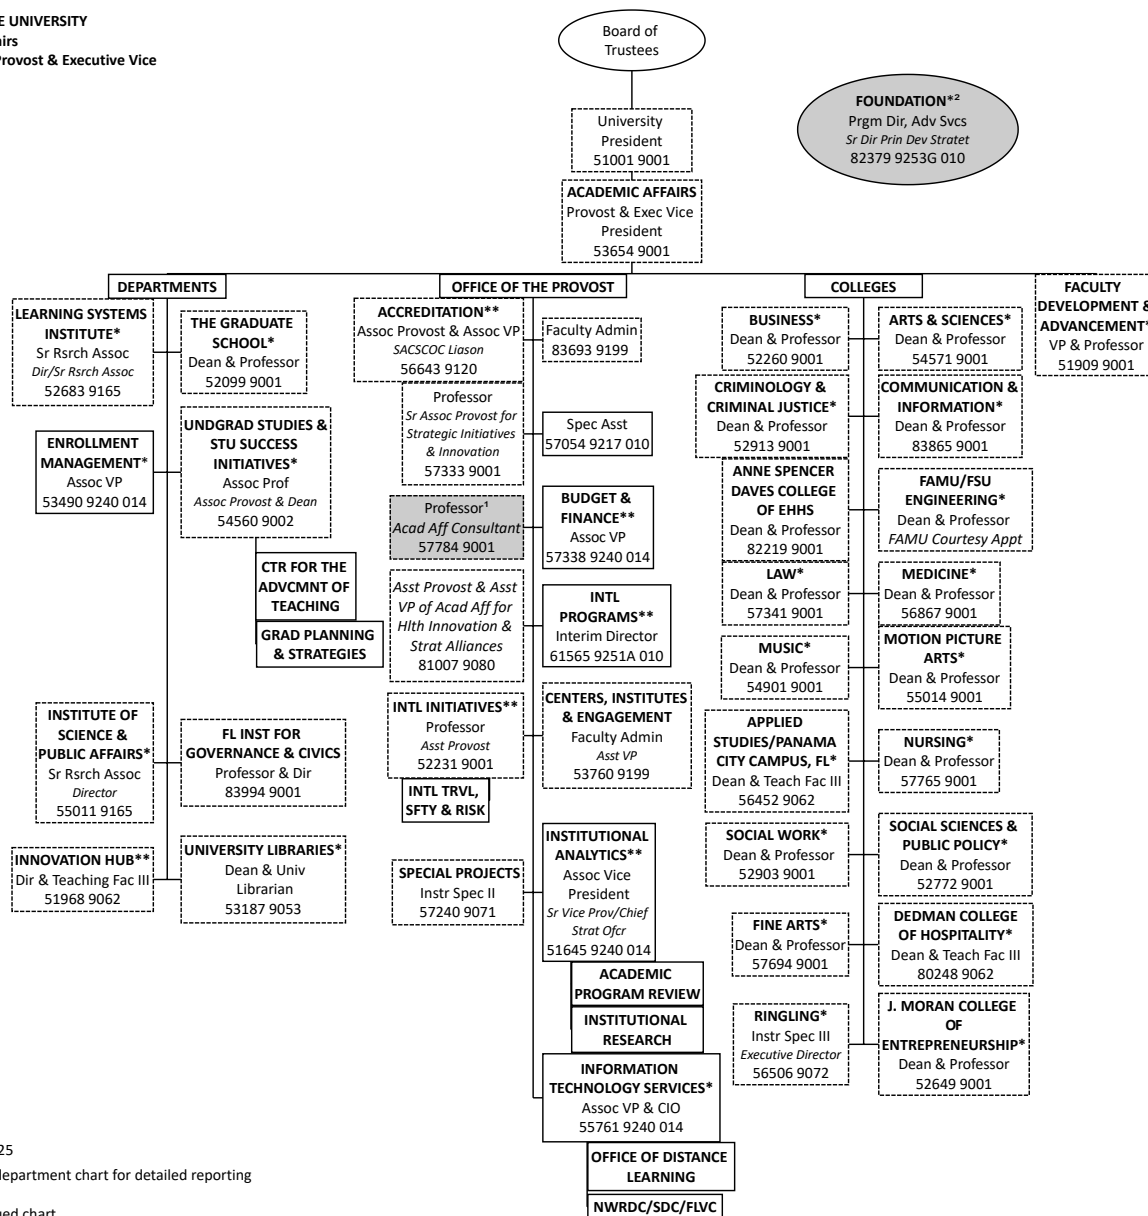 E UNIVERSITY
airs
Provost & Executive Vice
Board of
Trustees
FOUNDATION*²
Prgm Dir, Adv Svcs
Sr Dir Prin Dev Stratet
82379 9253G 010
University
President
51001 9001
ACADEMIC AFFAIRS
Provost & Exec Vice
President
53654 9001
DEPARTMENTS
LEARNING SYSTEMS
INSTITUTE*
Sr Rsrch Assoc
Dir/Sr Rsrch Assoc
52683 9165
THE GRADUATE
SCHOOL*
Dean & Professor
52099 9001
ENROLLMENT
MANAGEMENT*
Assoc VP
53490 9240 014
UNDGRAD STUDIES &
STU SUCCESS
INITIATIVES*
Assoc Prof
Assoc Provost & Dean
54560 9002
CTR FOR THE
ADVCMNT OF
TEACHING
GRAD PLANNING
& STRATEGIES
INSTITUTE OF
SCIENCE &
PUBLIC AFFAIRS*
Sr Rsrch Assoc
Director
55011 9165
FL INST FOR
GOVERNANCE & CIVICS
Professor & Dir
83994 9001
INNOVATION HUB**
Dir & Teaching Fac III
51968 9062
UNIVERSITY LIBRARIES*
Dean & Univ
Librarian
53187 9053
OFFICE OF THE PROVOST
ACCREDITATION**
Assoc Provost & Assoc VP
SACSCOC Liason
56643 9120
Faculty Admin
83693 9199
Professor
Sr Assoc Provost for
Strategic Initiatives
& Innovation
57333 9001
Spec Asst
57054 9217 010
Professor¹
Acad Aff Consultant
57784 9001
BUDGET &
FINANCE**
Assoc VP
57338 9240 014
Asst Provost & Asst
VP of Acad Aff for
Hlth Innovation &
Strat Alliances
81007 9080
INTL
PROGRAMS**
Interim Director
61565 9251A 010
INTL INITIATIVES**
Professor
Asst Provost
52231 9001
INTL TRVL,
SFTY & RISK
CENTERS, INSTITUTES
& ENGAGEMENT
Faculty Admin
Asst VP
53760 9199
SPECIAL PROJECTS
Instr Spec II
57240 9071
INSTITUTIONAL
ANALYTICS**
Assoc Vice
President
Sr Vice Prov/Chief
Strat Ofcr
51645 9240 014
ACADEMIC
PROGRAM REVIEW
INSTITUTIONAL
RESEARCH
INFORMATION
TECHNOLOGY SERVICES*
Assoc VP & CIO
55761 9240 014
OFFICE OF DISTANCE
LEARNING
NWRDC/SDC/FLVC
COLLEGES
BUSINESS*
Dean & Professor
52260 9001
ARTS & SCIENCES*
Dean & Professor
54571 9001
CRIMINOLOGY &
CRIMINAL JUSTICE*
Dean & Professor
52913 9001
COMMUNICATION &
INFORMATION*
Dean & Professor
83865 9001
ANNE SPENCER
DAVES COLLEGE
OF EHHS
Dean & Professor
82219 9001
FAMU/FSU
ENGINEERING*
Dean & Professor
FAMU Courtesy Appt
LAW*
Dean & Professor
57341 9001
MEDICINE*
Dean & Professor
56867 9001
MUSIC*
Dean & Professor
54901 9001
MOTION PICTURE
ARTS*
Dean & Professor
55014 9001
APPLIED
STUDIES/PANAMA
CITY CAMPUS, FL*
Dean & Teach Fac III
56452 9062
NURSING*
Dean & Professor
57765 9001
SOCIAL WORK*
Dean & Professor
52903 9001
SOCIAL SCIENCES &
PUBLIC POLICY*
Dean & Professor
52772 9001
FINE ARTS*
Dean & Professor
57694 9001
DEDMAN COLLEGE
OF HOSPITALITY*
Dean & Teach Fac III
80248 9062
RINGLING*
Instr Spec III
Executive Director
56506 9072
J. MORAN COLLEGE
OF
ENTREPRENEURSHIP*
Dean & Professor
52649 9001
FACULTY
DEVELOPMENT &
ADVANCEMENT*
VP & Professor
51909 9001
25
department chart for detailed reporting
ned chart